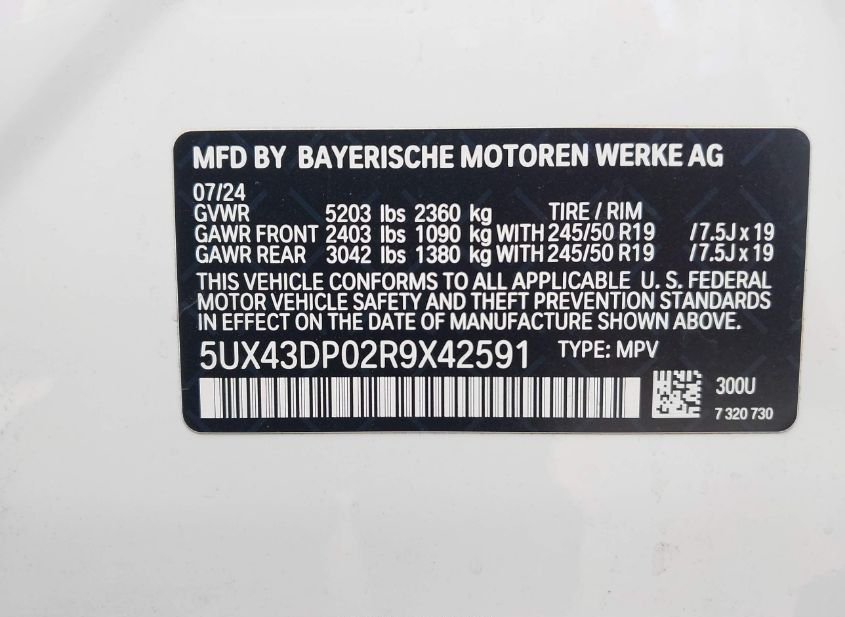 MFD BY BAYERISCHE MOTOREN WERKE AG
07/24
GVWR 5203 lbs 2360 kg TIRE / RIM
GAWR FRONT 2403 lbs 1090 kg WITH 245/50 R19 /7.5J x 19
GAWR REAR 3042 lbs 1380 kg WITH 245/50 R19 /7.5J x 19
THIS VEHICLE CONFORMS TO ALL APPLICABLE U. S. FEDERAL
MOTOR VEHICLE SAFETY AND THEFT PREVENTION STANDARDS
IN EFFECT ON THE DATE OF MANUFACTURE SHOWN ABOVE.
5UX43DP02R9X42591 TYPE: MPV
300U
7 320 730